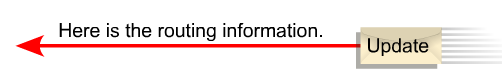 Here is the routing information.
Update